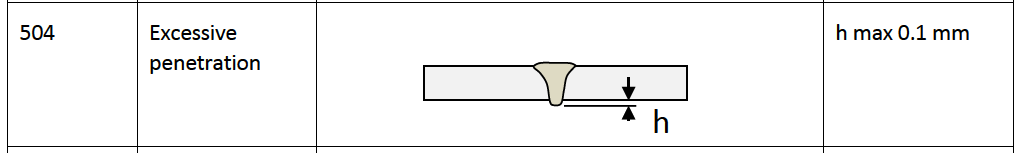 504
Excessive
penetration
h
h max 0.1 mm